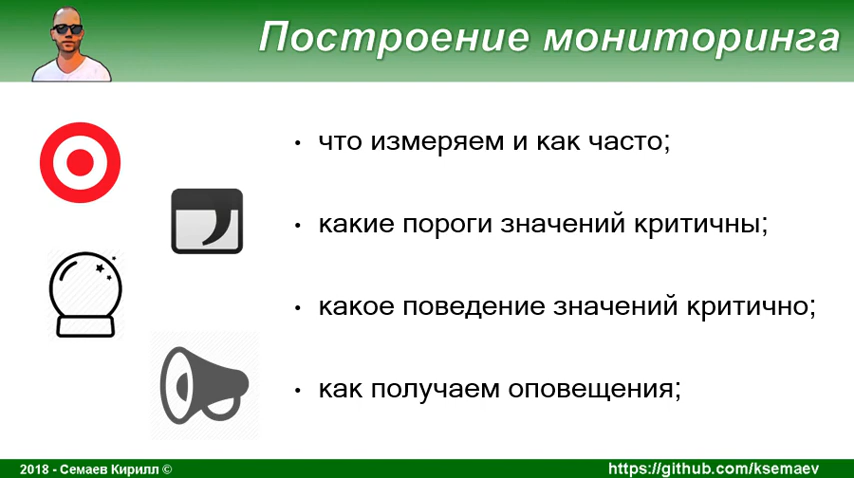 Построение мониторинга
• что измеряем и как часто;
• какие пороги значений критичны;
• какое поведение значений критично;
• как получаем оповещения;
2018 - Семаев Кирилл ©
https://github.com/ksemaev